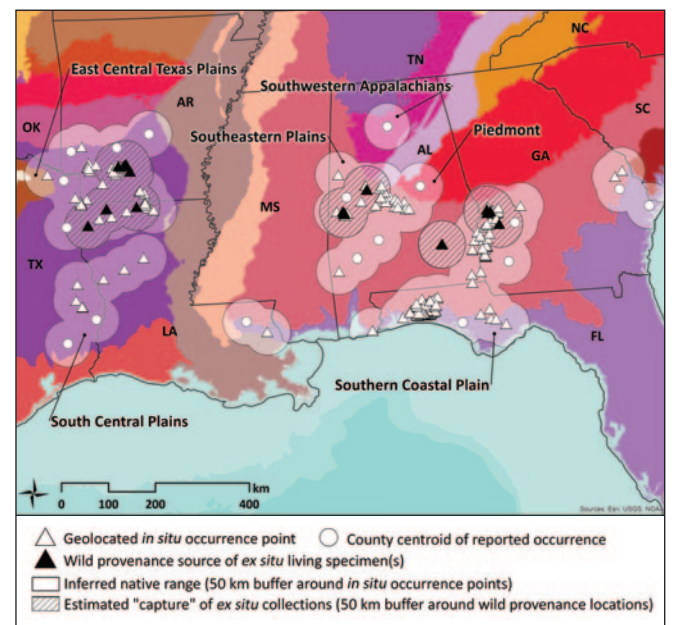 NC
TN
East Central Texas Plains
Southwestern Appalachians
AR
SC
OK
Southeastern Plains
Piedmont
AL
GA
MS
TX
LA
FL
Southern Coastal Plain
South Central Plains
km
0 100 200 400
Sources: Esri, USGS, NOAA
Geolocated in situ occurrence point
County centroid of reported occurrence
Wild provenance source of ex situ living specimen(s)
Inferred native range (50 km buffer around in situ occurrence points)
Estimated "capture" of ex situ collections (50 km buffer around wild provenance locations)